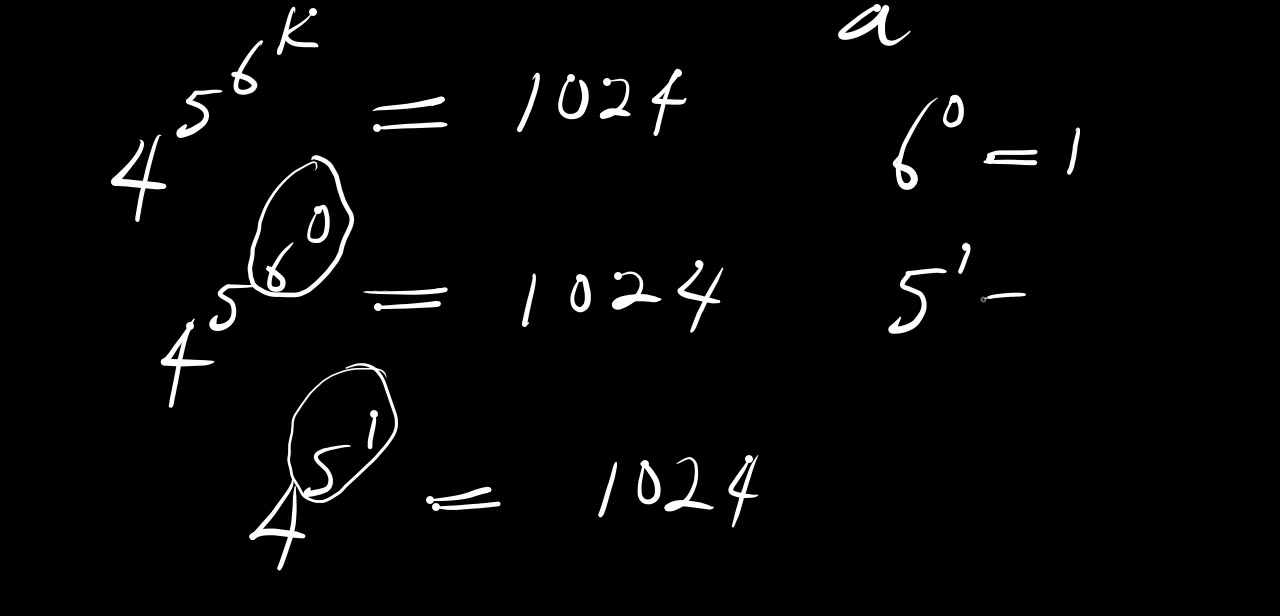 4^5^6^k = 1024
a
6^0 = 1
4^5^6^0 = 1024
5^1 -
4^5^1 = 1024